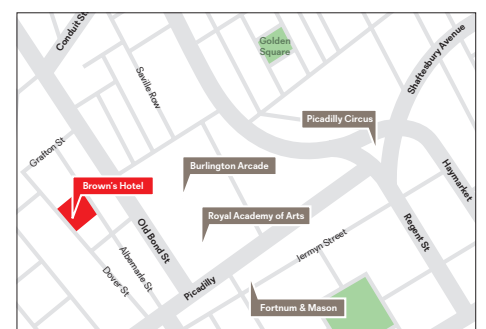 Conduit St
Golden
Square
Shaftesbury Avenue
Saville Row
Picadilly Circus
Grafton St
Burlington Arcade
Haymarket
Brown's Hotel
Royal Academy of Arts
Old Bond St
Regent St
Jermyn Street
Albemarle St
Dover St
Picadilly
Fortnum & Mason